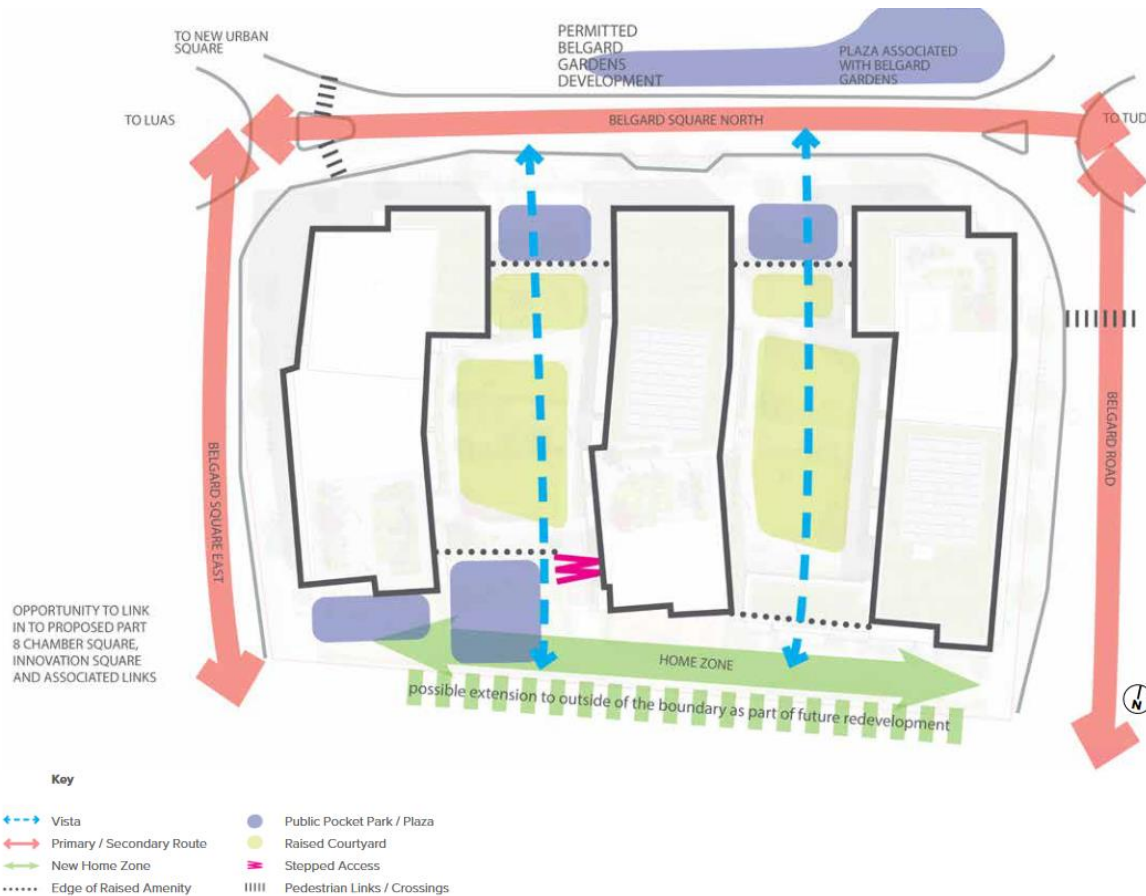 TO NEW URBAN
SQUARE
PERMITTED
BELGARD
GARDENS
DEVELOPMENT
PLAZA ASSOCIATED
WITH BELGARD
GARDENS
TO LUAS
BELGARD SQUARE NORTH
TO TUD
BELGARD SQUARE EAST
BELGARD ROAD
OPPORTUNITY TO LINK
IN TO PROPOSED PART
8 CHAMBER SQUARE,
INNOVATION SQUARE
AND ASSOCIATED LINKS
HOME ZONE
possible extension to outside of the boundary as part of future redevelopment
N
Key
Vista
Primary / Secondary Route
New Home Zone
Edge of Raised Amenity
Public Pocket Park / Plaza
Raised Courtyard
Stepped Access
Pedestrian Links / Crossings